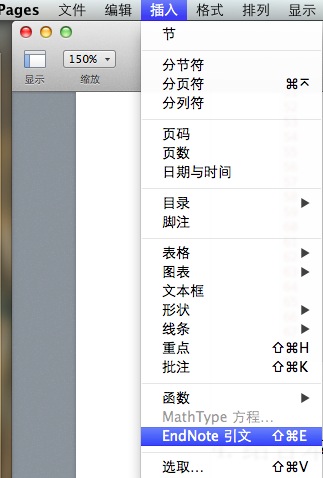 Pages 文件 编辑 插入 格式 排列 显示
150%
显示 缩放
节
分节符
分页符 ⌘⌅
分列符
页码
页数
日期与时间
目录 ▶
脚注
表格 ▶
图表 ▶
文本框
形状 ▶
线条 ▶
重点 ⇧⌘H
批注 ⇧⌘K
函数 ▶
MathType 方程...
EndNote 引文 ⇧⌘E
选取... ⇧⌘V